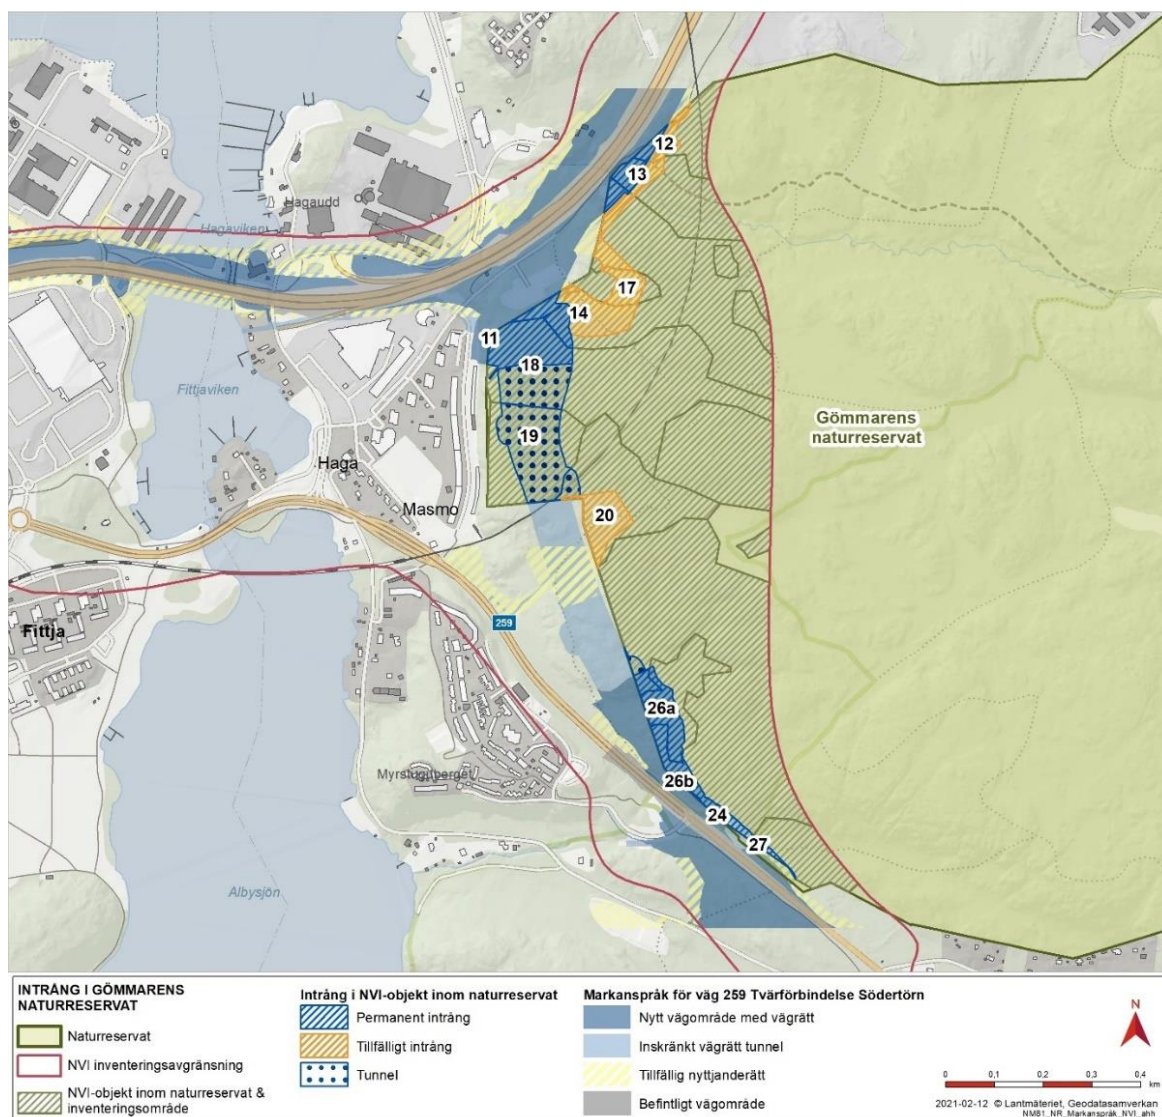 12
13
Hagaudd
Hagaviken
17
14
11
18
Fittjaviken
Gömmarens
naturreservat
19
Haga
Masmo
20
259
Fittja
26a
Myrstuguberget
26b
24
27
Albysjön
INTRÅNG I GÖMMARENS
NATURRESERVAT
Naturreservat
NVI inventeringsavgränsning
NVI-objekt inom naturreservat &
inventeringsområde
Intrång i NVI-objekt inom naturreservat
Permanent intrång
Tillfälligt intrång
Tunnel
Markanspråk för väg 259 Tvärförbindelse Södertörn
Nytt vägområde med vägrätt
Inskränkt vägrätt tunnel
Tillfällig nyttjanderätt
Befintligt vägområde
N
0 0,1 0,2 0,3 0,4
km
2021-02-12 © Lantmäteriet, Geodatasamverkan
NM81_NR_Markanspråk_NVI_ahh